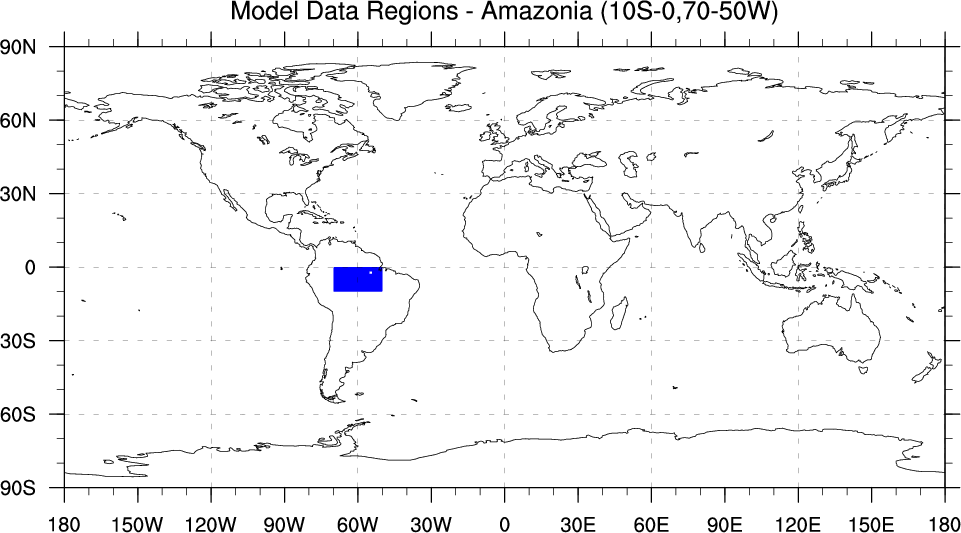 Model Data Regions - Amazonia (10S-0,70-50W)
90N
60N
30N
0
30S
60S
90S
180 150W 120W 90W 60W 30W 0 30E 60E 90E 120E 150E 180